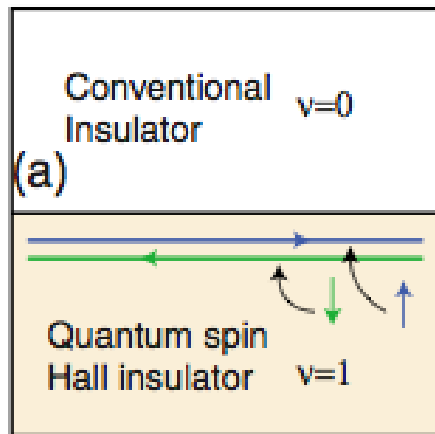 Conventional
Insulator
ν=0
(a)
Quantum spin
Hall insulator
ν=1